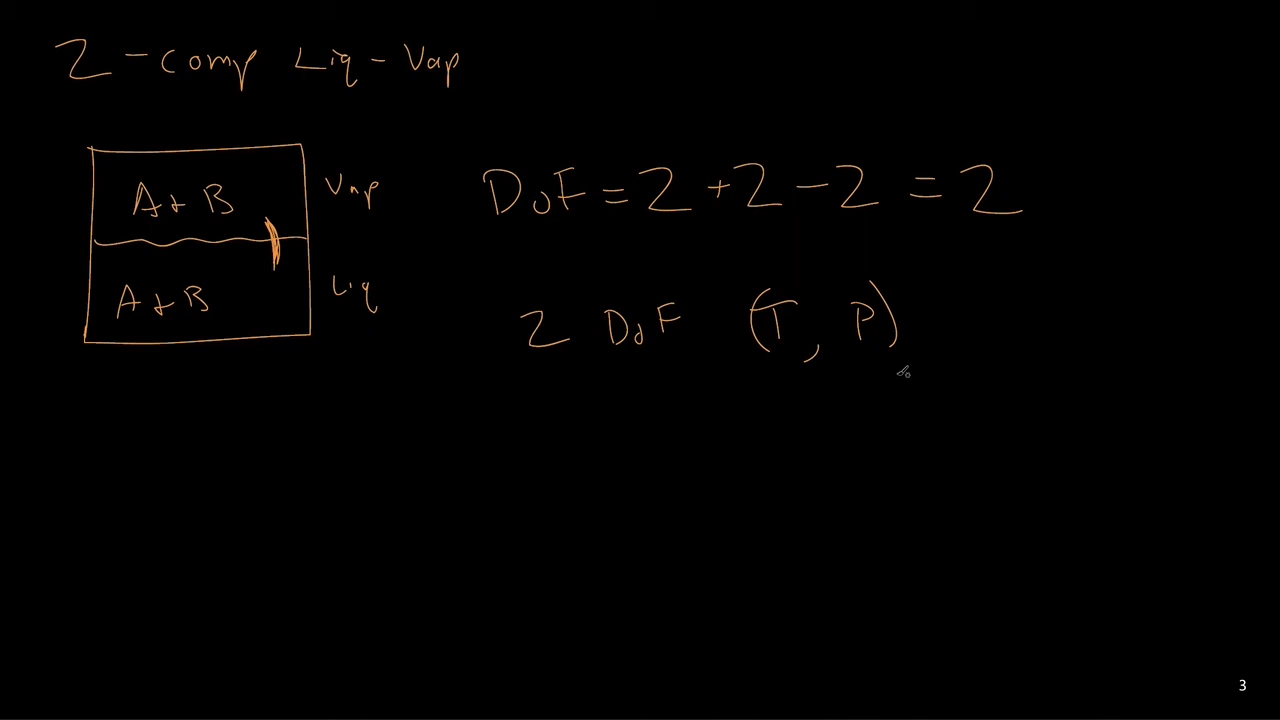 2 - comp Liq - Vap
A + B
Vap
DoF = 2 + 2 - 2 = 2
A + B
Liq
2 DoF (T, P)
3